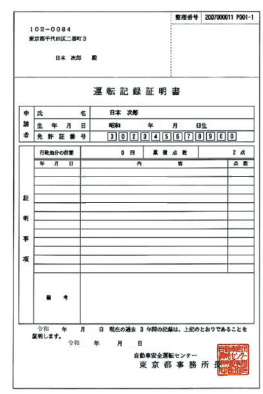 整理番号 2007000011 P001-1
102-0084
東京都千代田区二番町3
日本 次郎 殿
運転記録証明書
申請者
氏 名 日本 次郎
生 年 月 日 昭和 年 月 日生
免許証番号 302345678900
行政処分の前歴 0 回 累積点数 2 点
年 月 日 内 容 点数
証明事項
備 考
令和 年 月 日 現在の過去 3 年間の記録は、上記のとおりであることを
証明します。
令和 年 月 日
自動車安全運転センター
東京都事務所長